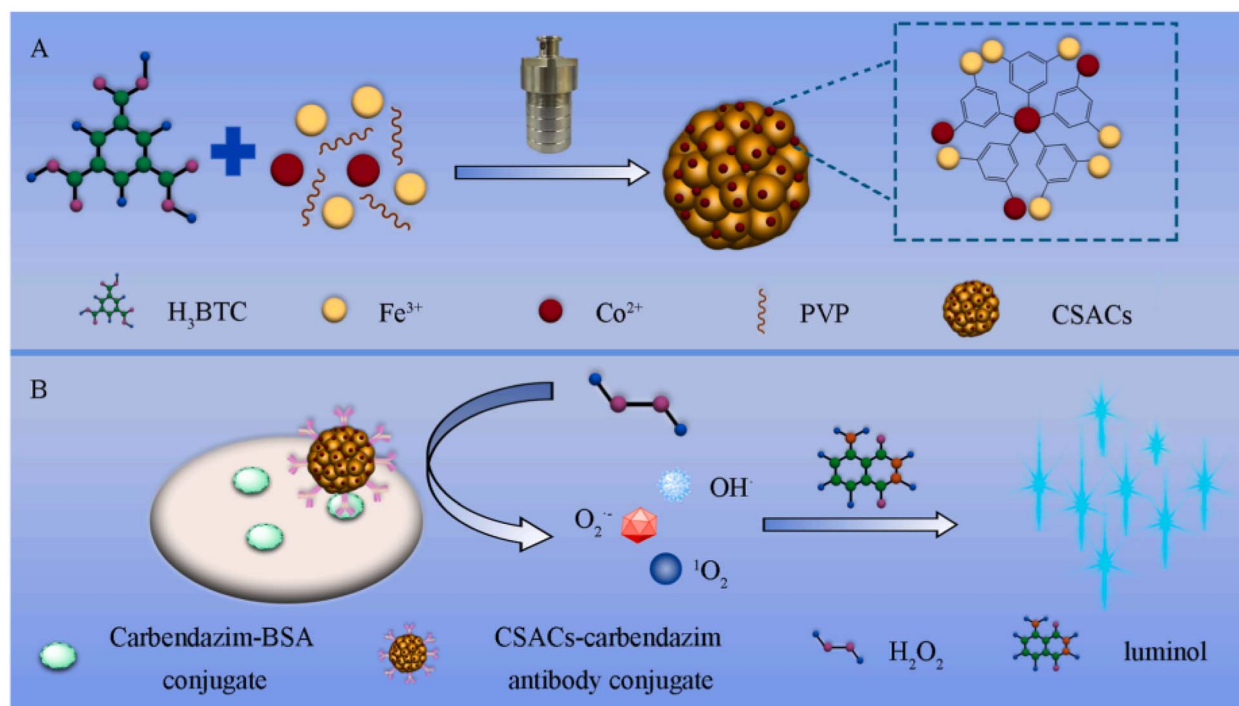 A
H₃BTC
Fe³⁺
Co²⁺
PVP
CSACs
B
OH·
O₂·-
¹O₂
Carbendazim-BSA
conjugate
CSACs-carbendazim
antibody conjugate
H₂O₂
luminol